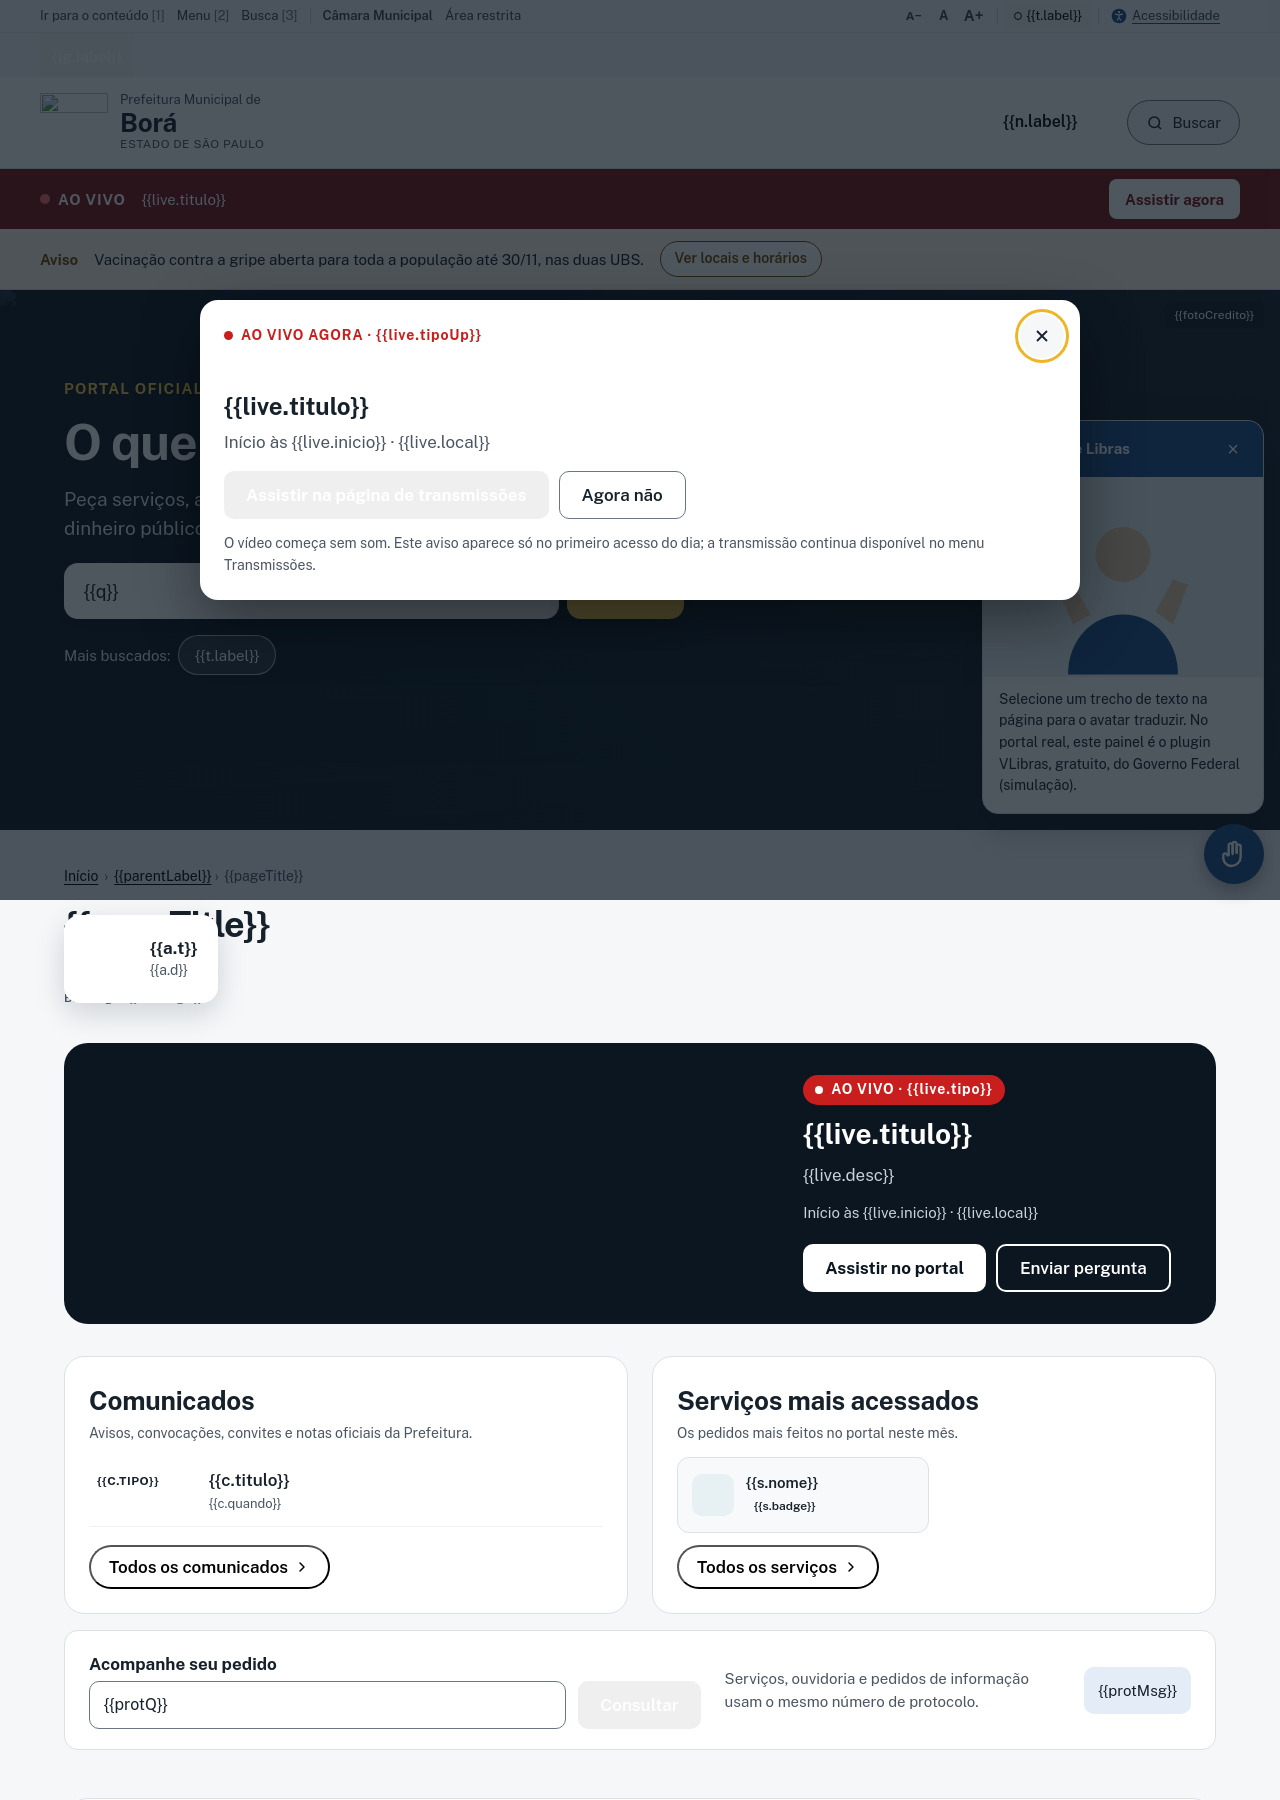 Ir para o conteúdo [1] Menu [2] Busca [3] Câmara Municipal Área restrita
A− A A+ {{t.label}} Acessibilidade
Prefeitura Municipal de
Borá
ESTADO DE SÃO PAULO
{{n.label}}
Buscar
AO VIVO {{live.titulo}}
Assistir agora
Aviso Vacinação contra a gripe aberta para toda a população até 30/11, nas duas UBS.
Ver locais e horários
{{fotoCredito}}
AO VIVO AGORA · {{live.tipoUp}}
{{live.titulo}}
Início às {{live.inicio}} · {{live.local}}
Assistir na página de transmissões
Agora não
O vídeo começa sem som. Este aviso aparece só no primeiro acesso do dia; a transmissão continua disponível no menu
Transmissões.
PORTAL OFICIAL
O que
Peça serviços, a
dinheiro público
{{q}}
Mais buscados: {{t.label}}
Libras
Selecione um trecho de texto na
página para o avatar traduzir. No
portal real, este painel é o plugin
VLibras, gratuito, do Governo Federal
(simulação).
Início › {{parentLabel}} › {{pageTitle}}
le}}
{{a.t}}
{{a.d}}
AO VIVO · {{live.tipo}}
{{live.titulo}}
{{live.desc}}
Início às {{live.inicio}} · {{live.local}}
Assistir no portal
Enviar pergunta
Comunicados
Avisos, convocações, convites e notas oficiais da Prefeitura.
{{C.TIPO}}
{{c.titulo}}
{{c.quando}}
Todos os comunicados
Serviços mais acessados
Os pedidos mais feitos no portal neste mês.
{{s.nome}}
{{s.badge}}
Todos os serviços
Acompanhe seu pedido
{{protQ}}
Consultar
Serviços, ouvidoria e pedidos de informação
usam o mesmo número de protocolo.
{{protMsg}}